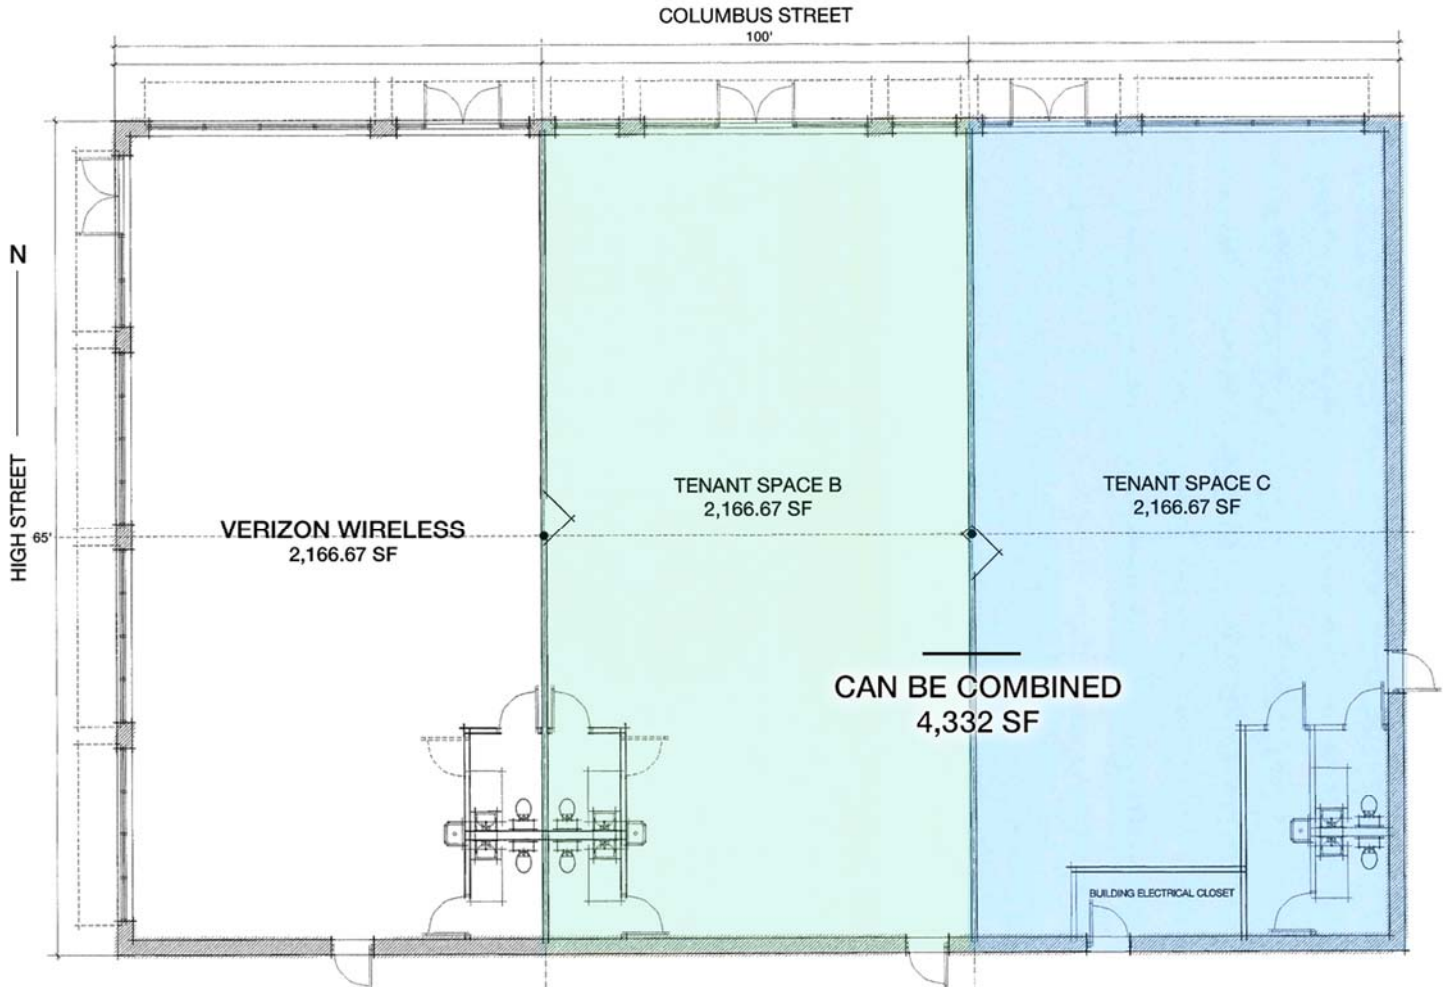 COLUMBUS STREET
100'
N
HIGH STREET
65'
VERIZON WIRELESS
2,166.67 SF
TENANT SPACE B
2,166.67 SF
TENANT SPACE C
2,166.67 SF
CAN BE COMBINED
4,332 SF
BUILDING ELECTRICAL CLOSET